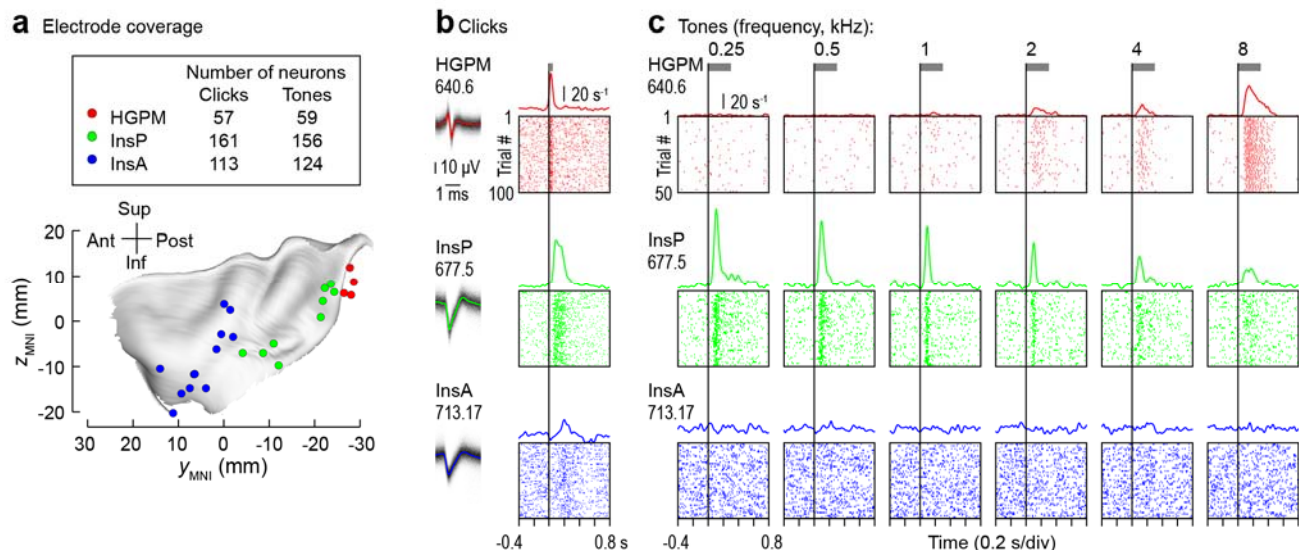 a Electrode coverage
Number of neurons
Clicks Tones
HGPM 57 59
InsP 161 156
InsA 113 124
Sup
Ant Post
Inf
20
10
0
-10
-20
z_MNI (mm)
30 20 10 0 -10 -20 -30
y_MNI (mm)
b Clicks
HGPM
640.6
20 s⁻¹
10 µV
1 ms
1
Trial #
100
InsP
677.5
InsA
713.17
-0.4 0.8 s
c Tones (frequency, kHz):
0.25 0.5 1 2 4 8
HGPM
640.6
20 s⁻¹
1
Trial #
50
InsP
677.5
InsA
713.17
-0.4 0.8 Time (0.2 s/div)